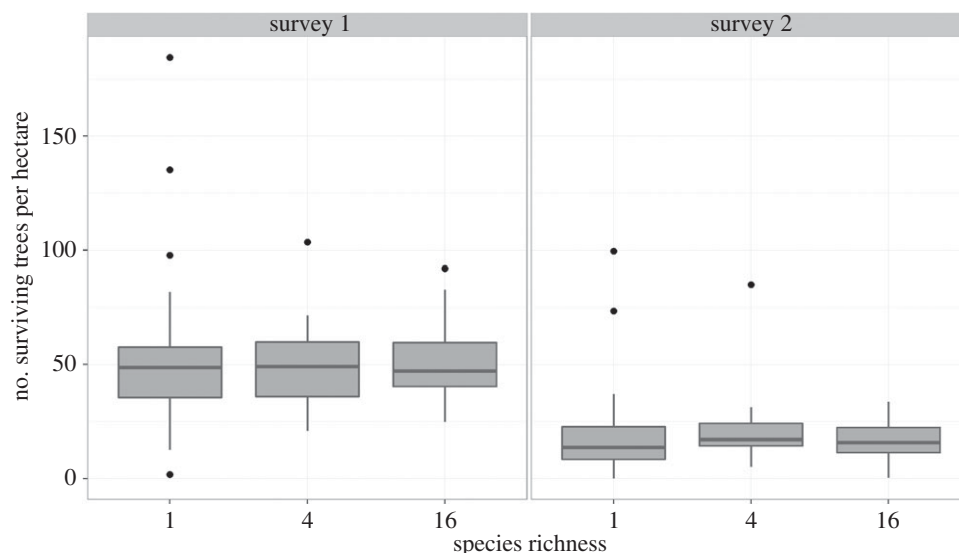 survey 1
survey 2
no. surviving trees per hectare
150
100
50
0
1
4
16
1
4
16
species richness